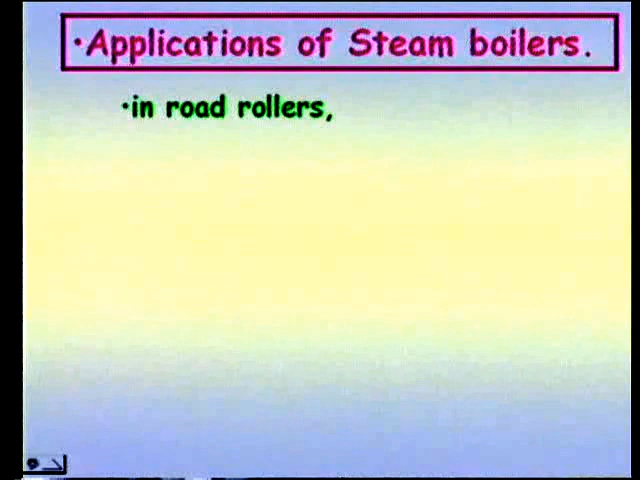 •Applications of Steam boilers.
•in road rollers,